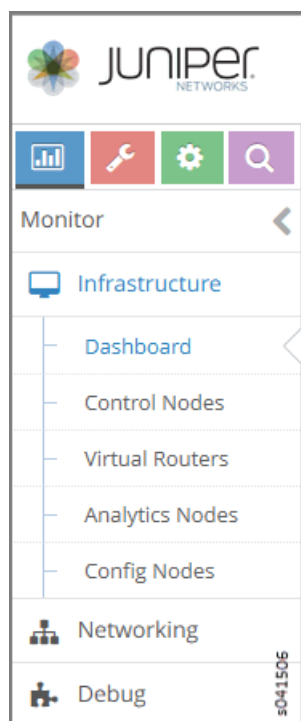 JUNIPER
NETWORKS
Monitor
Infrastructure
Dashboard
Control Nodes
Virtual Routers
Analytics Nodes
Config Nodes
Networking
Debug
s041506